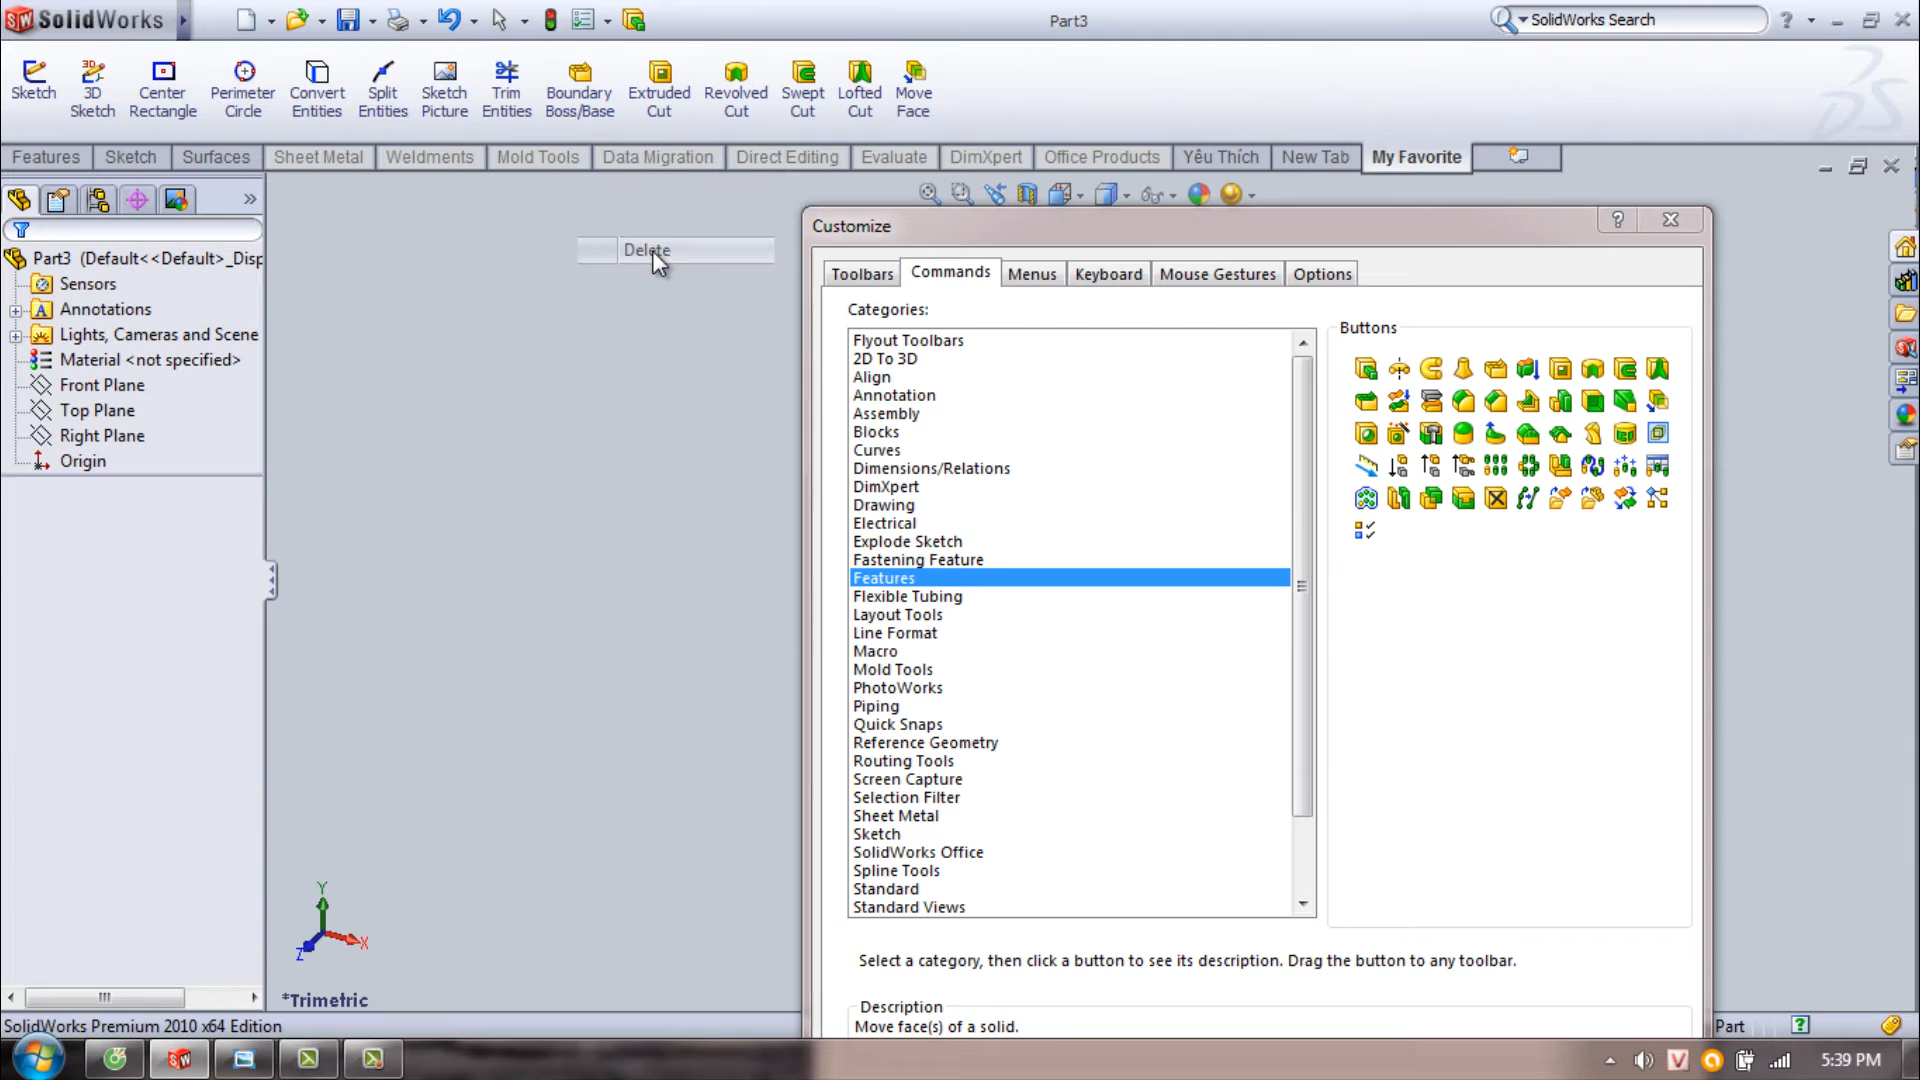 SolidWorks
Part3
SolidWorks Search
Sketch
3D Sketch
Center Rectangle
Perimeter Circle
Convert Entities
Split Entities
Sketch Picture
Trim Entities
Boundary Boss/Base
Extruded Cut
Revolved Cut
Swept Cut
Lofted Cut
Move Face
Features Sketch Surfaces Sheet Metal Weldments Mold Tools Data Migration Direct Editing Evaluate DimXpert Office Products Yêu Thích New Tab My Favorite
Part3 (Default<<Default>_Disp
Sensors
Annotations
Lights, Cameras and Scene
Material <not specified>
Front Plane
Top Plane
Right Plane
Origin
Delete
Customize
Toolbars Commands Menus Keyboard Mouse Gestures Options
Categories:
Flyout Toolbars
2D To 3D
Align
Annotation
Assembly
Blocks
Curves
Dimensions/Relations
DimXpert
Drawing
Electrical
Explode Sketch
Fastening Feature
Features
Flexible Tubing
Layout Tools
Line Format
Macro
Mold Tools
PhotoWorks
Piping
Quick Snaps
Reference Geometry
Routing Tools
Screen Capture
Selection Filter
Sheet Metal
Sketch
SolidWorks Office
Spline Tools
Standard
Standard Views
Buttons
Select a category, then click a button to see its description. Drag the button to any toolbar.
Description
Move face(s) of a solid.
Y
X
Z
*Trimetric
SolidWorks Premium 2010 x64 Edition
Part
5:39 PM